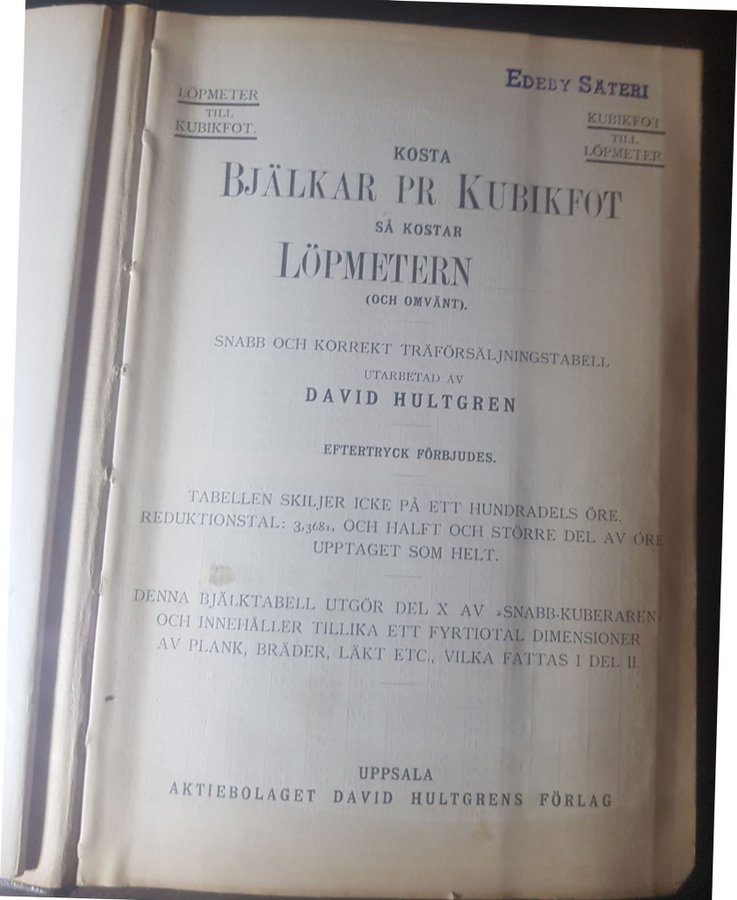 EDEBY SÄTERI
LÖPMETER
TILL
KUBIKFOT.
KUBIKFOT
TILL
LÖPMETER.
KOSTA
BJÄLKAR PR KUBIKFOT
SÅ KOSTAR
LÖPMETERN
(OCH OMVÄNT).
SNABB OCH KORREKT TRÄFÖRSÄLJNINGSTABELL
UTARBETAD AV
DAVID HULTGREN
EFTERTRYCK FÖRBJUDES.
TABELLEN SKILJER ICKE PÅ ETT HUNDRADELS ÖRE.
REDUKTIONSTAL: 3,3681, OCH HALFT OCH STÖRRE DEL AV ÖRE
UPPTAGET SOM HELT.
DENNA BJÄLKTABELL UTGÖR DEL X AV »SNABB-KUBERAREN»
OCH INNEHÅLLER TILLIKA ETT FYRTIOTAL DIMENSIONER
AV PLANK, BRÄDER, LÄKT ETC., VILKA FATTAS I DEL II.
UPPSALA
AKTIEBOLAGET DAVID HULTGRENS FÖRLAG